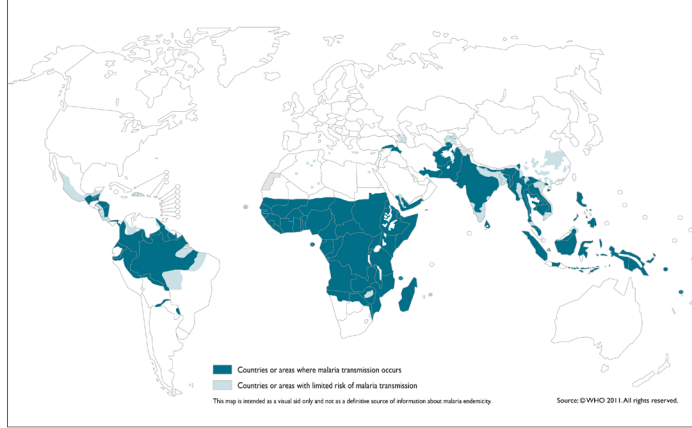 Countries or areas where malaria transmission occurs
Countries or areas with limited risk of malaria transmission
This map is intended as a visual aid only and not as a definitive source of information about malaria endemicity.
Source: © WHO 2011. All rights reserved.